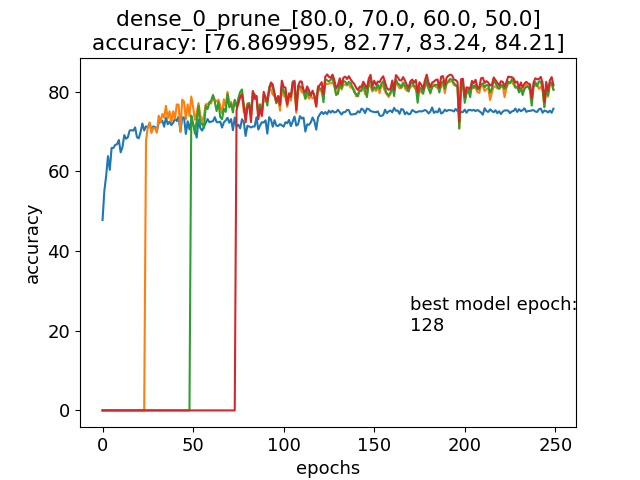 dense_0_prune_[80.0, 70.0, 60.0, 50.0]
accuracy: [76.869995, 82.77, 83.24, 84.21]
80
60
40
20
0
accuracy
best model epoch:
128
0 50 100 150 200 250
epochs